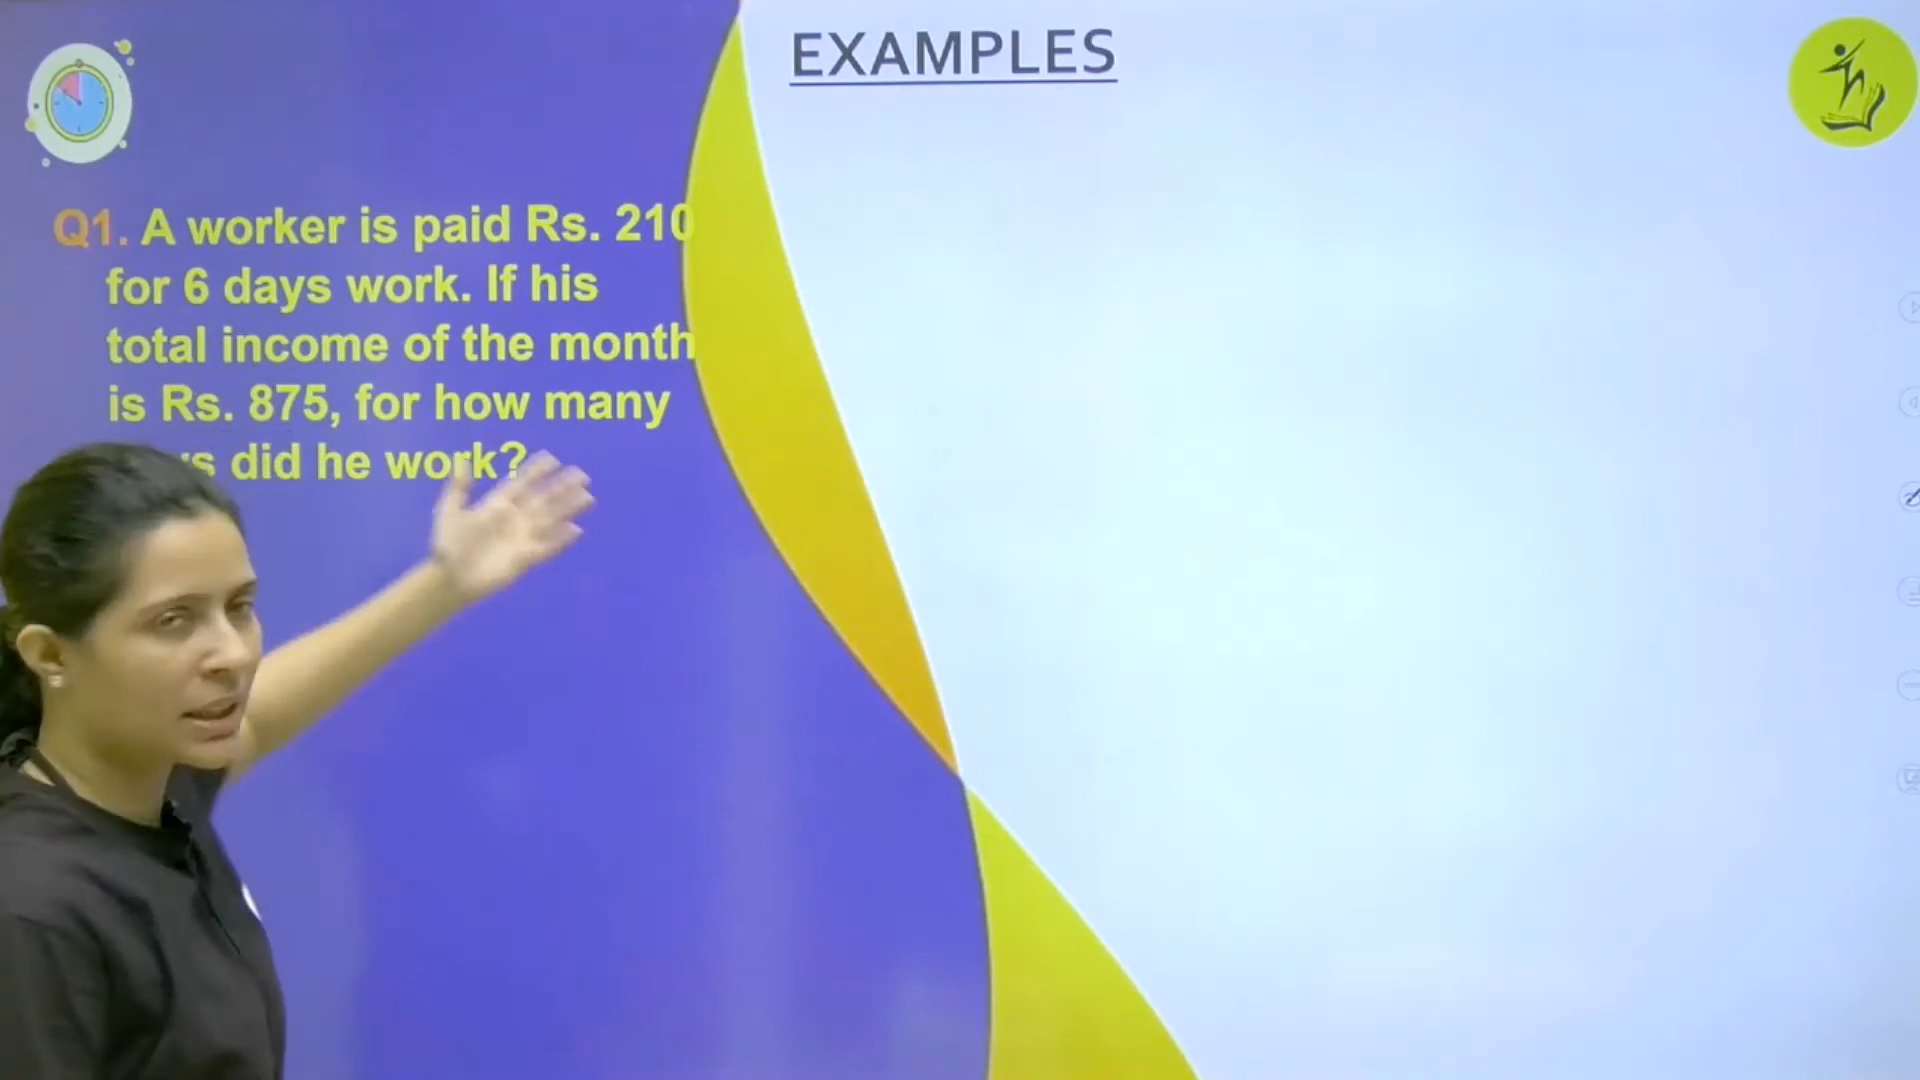 EXAMPLES
Q1. A worker is paid Rs. 210
for 6 days work. If his
total income of the month
is Rs. 875, for how many
did he work?